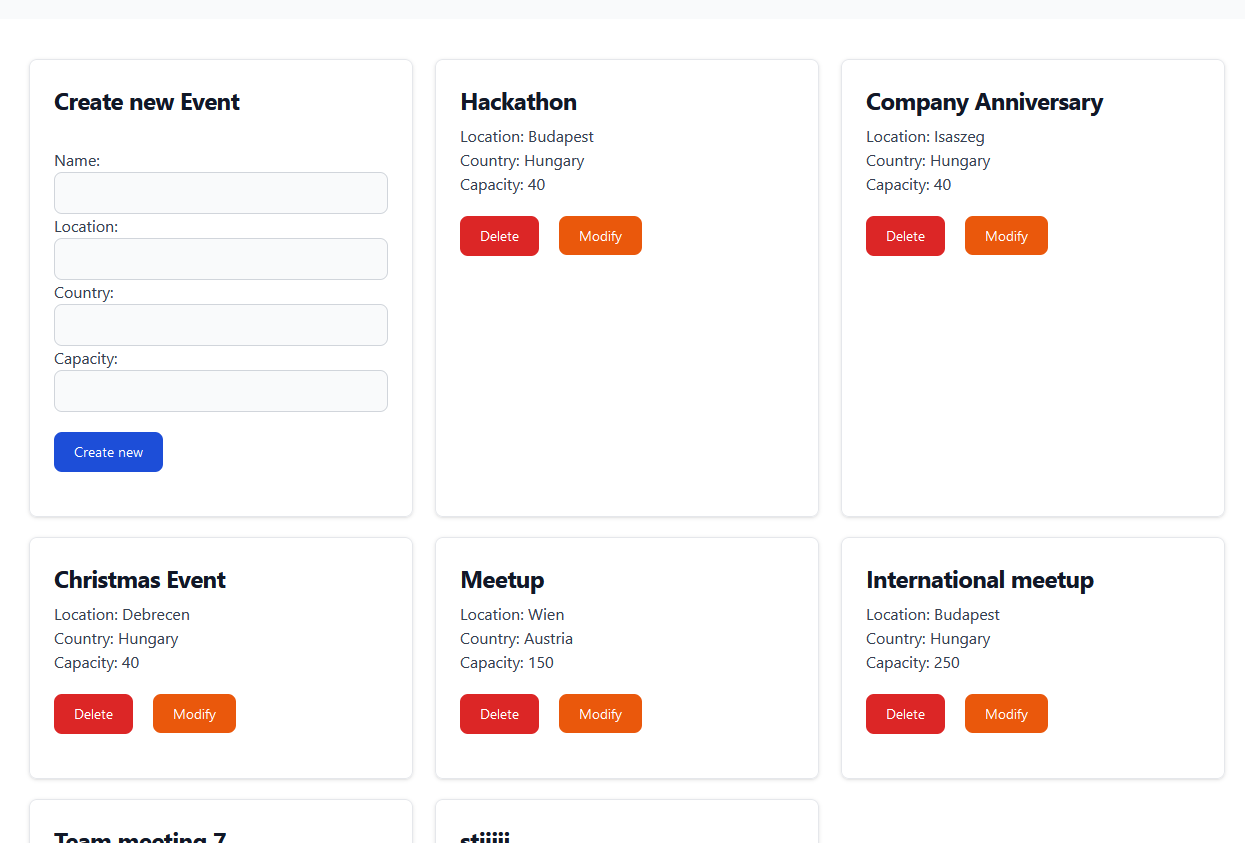 Create new Event
Name:
Location:
Country:
Capacity:
Create new
Hackathon
Location: Budapest
Country: Hungary
Capacity: 40
Delete
Modify
Company Anniversary
Location: Isaszeg
Country: Hungary
Capacity: 40
Delete
Modify
Christmas Event
Location: Debrecen
Country: Hungary
Capacity: 40
Delete
Modify
Meetup
Location: Wien
Country: Austria
Capacity: 150
Delete
Modify
International meetup
Location: Budapest
Country: Hungary
Capacity: 250
Delete
Modify
Team meeting 7